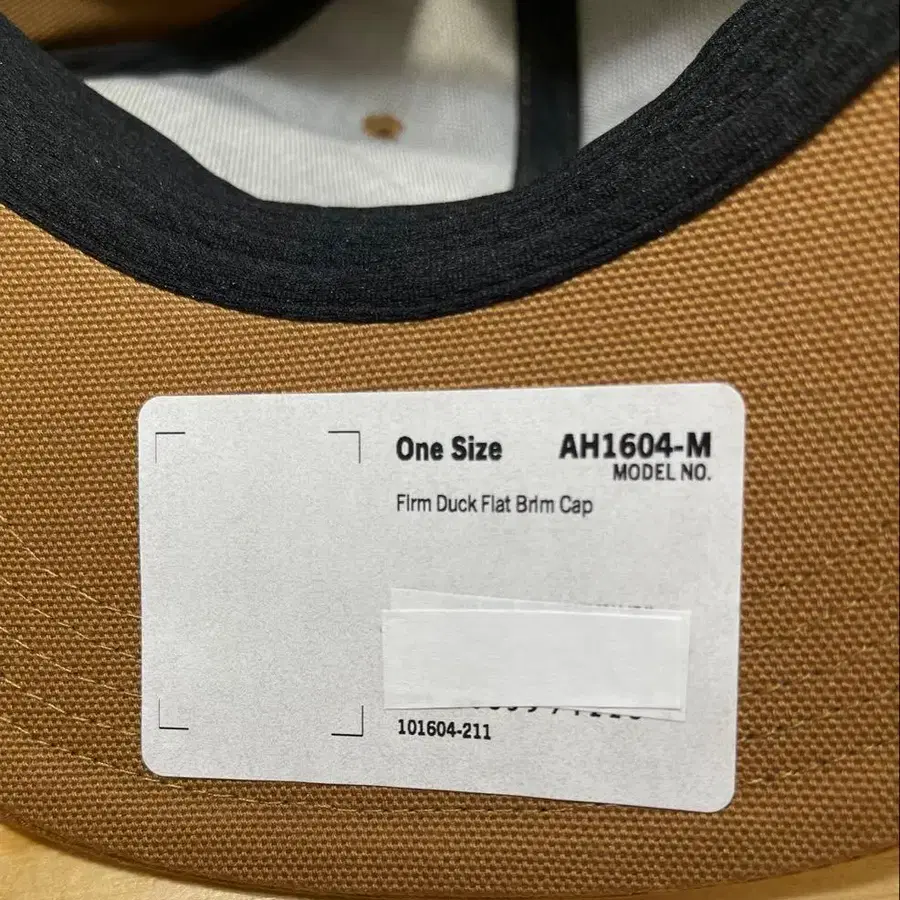 One Size
AH1604-M
MODEL NO.
Firm Duck Flat Brim Cap
101604-211